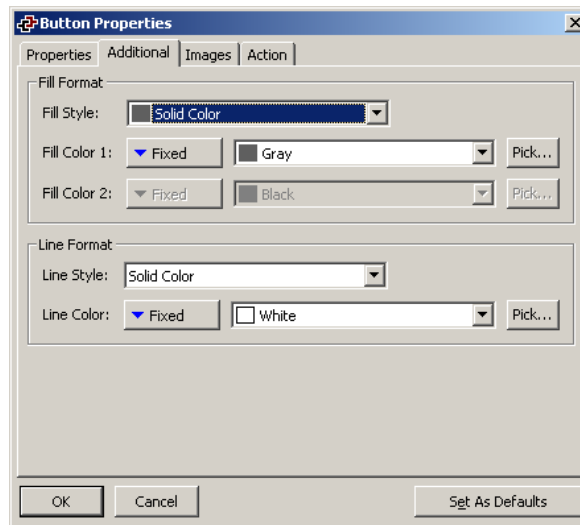 Button Properties
Properties Additional Images Action
Fill Format
Fill Style: Solid Color
Fill Color 1: Fixed Gray Pick...
Fill Color 2: Fixed Black Pick...
Line Format
Line Style: Solid Color
Line Color: Fixed White Pick...
OK Cancel Set As Defaults